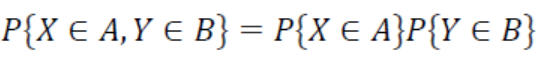 P{X ∈ A, Y ∈ B} = P{X ∈ A}P{Y ∈ B}